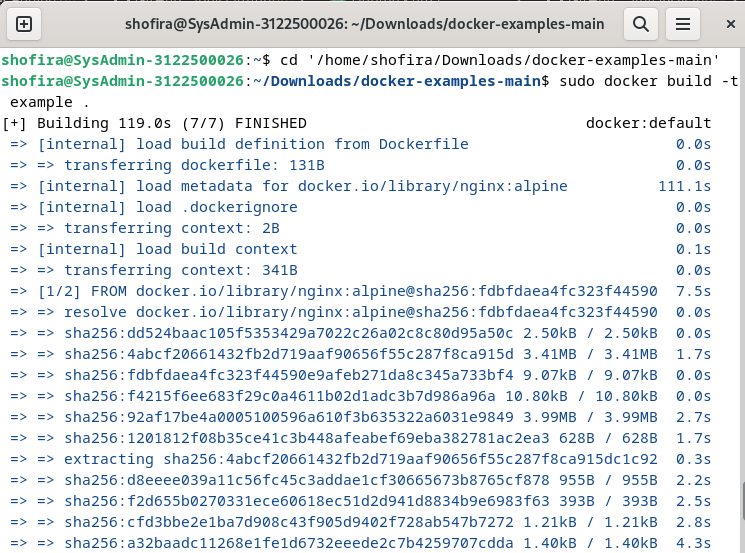 shofira@SysAdmin-3122500026: ~/Downloads/docker-examples-main
shofira@SysAdmin-3122500026:~$ cd '/home/shofira/Downloads/docker-examples-main'
shofira@SysAdmin-3122500026:~/Downloads/docker-examples-main$ sudo docker build -t
example .
[+] Building 119.0s (7/7) FINISHED docker:default
=> [internal] load build definition from Dockerfile 0.0s
=> => transferring dockerfile: 131B 0.0s
=> [internal] load metadata for docker.io/library/nginx:alpine 111.1s
=> [internal] load .dockerignore 0.0s
=> => transferring context: 2B 0.0s
=> [internal] load build context 0.1s
=> => transferring context: 341B 0.0s
=> [1/2] FROM docker.io/library/nginx:alpine@sha256:fdbfdaea4fc323f44590 7.5s
=> => resolve docker.io/library/nginx:alpine@sha256:fdbfdaea4fc323f44590 0.0s
=> => sha256:dd524baac105f5353429a7022c26a02c8c80d95a50c 2.50kB / 2.50kB 0.0s
=> => sha256:4abcf20661432fb2d719aaf90656f55c287f8ca915d 3.41MB / 3.41MB 1.7s
=> => sha256:fdbfdaea4fc323f44590e9afeb271da8c345a733bf4 9.07kB / 9.07kB 0.0s
=> => sha256:f4215f6ee683f29c0a4611b02d1adc3b7d986a96a 10.80kB / 10.80kB 0.0s
=> => sha256:92af17be4a0005100596a610f3b635322a6031e9849 3.99MB / 3.99MB 2.7s
=> => sha256:1201812f08b35ce41c3b448afeabef69eba382781ac2ea3 628B / 628B 1.7s
=> => extracting sha256:4abcf20661432fb2d719aaf90656f55c287f8ca915dc1c92 0.3s
=> => sha256:d8eeee039a11c56fc45c3addae1cf30665673b8765cf878 955B / 955B 2.2s
=> => sha256:f2d655b0270331ece60618ec51d2d941d8834b9e6983f63 393B / 393B 2.5s
=> => sha256:cfd3bbe2e1ba7d908c43f905d9402f728ab547b7272 1.21kB / 1.21kB 2.8s
=> => sha256:a32baadc11268e1fe1d6732eeede2c7b4259707cdda 1.40kB / 1.40kB 4.3s